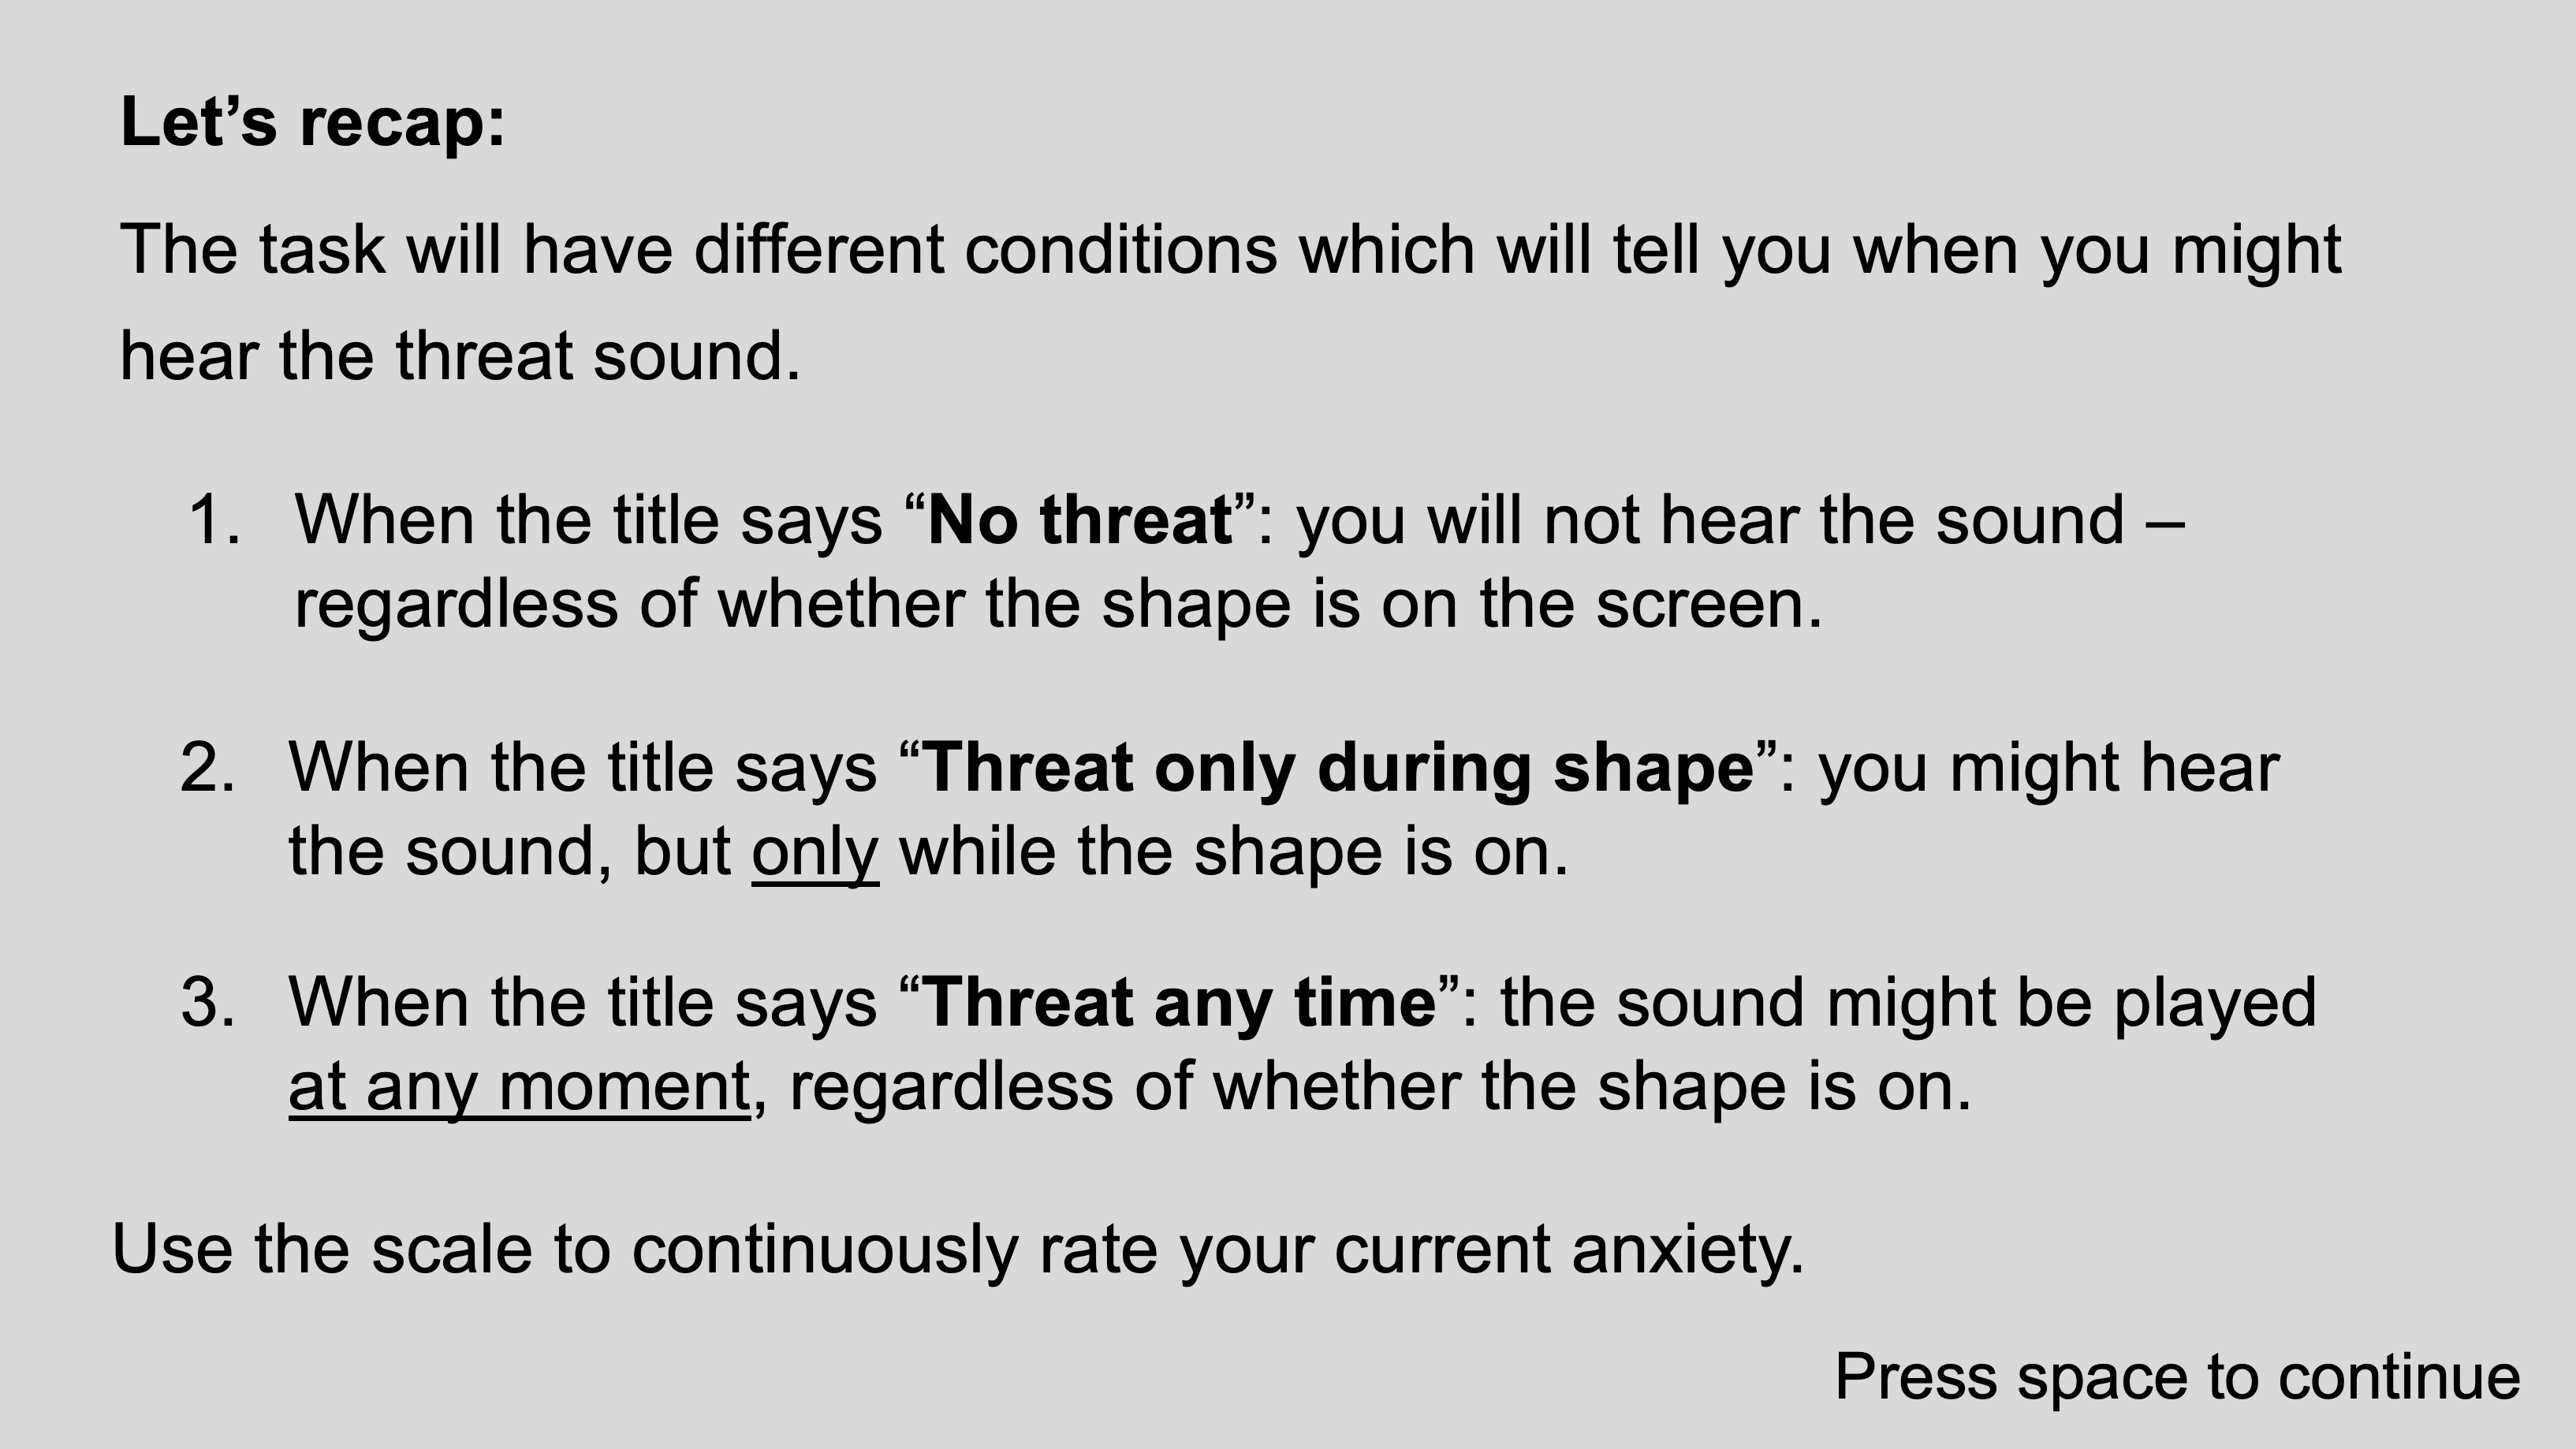 Let’s recap:
The task will have different conditions which will tell you when you might
hear the threat sound.
1. When the title says “No threat”: you will not hear the sound –
regardless of whether the shape is on the screen.
2. When the title says “Threat only during shape”: you might hear
the sound, but only while the shape is on.
3. When the title says “Threat any time”: the sound might be played
at any moment, regardless of whether the shape is on.
Use the scale to continuously rate your current anxiety.
Press space to continue